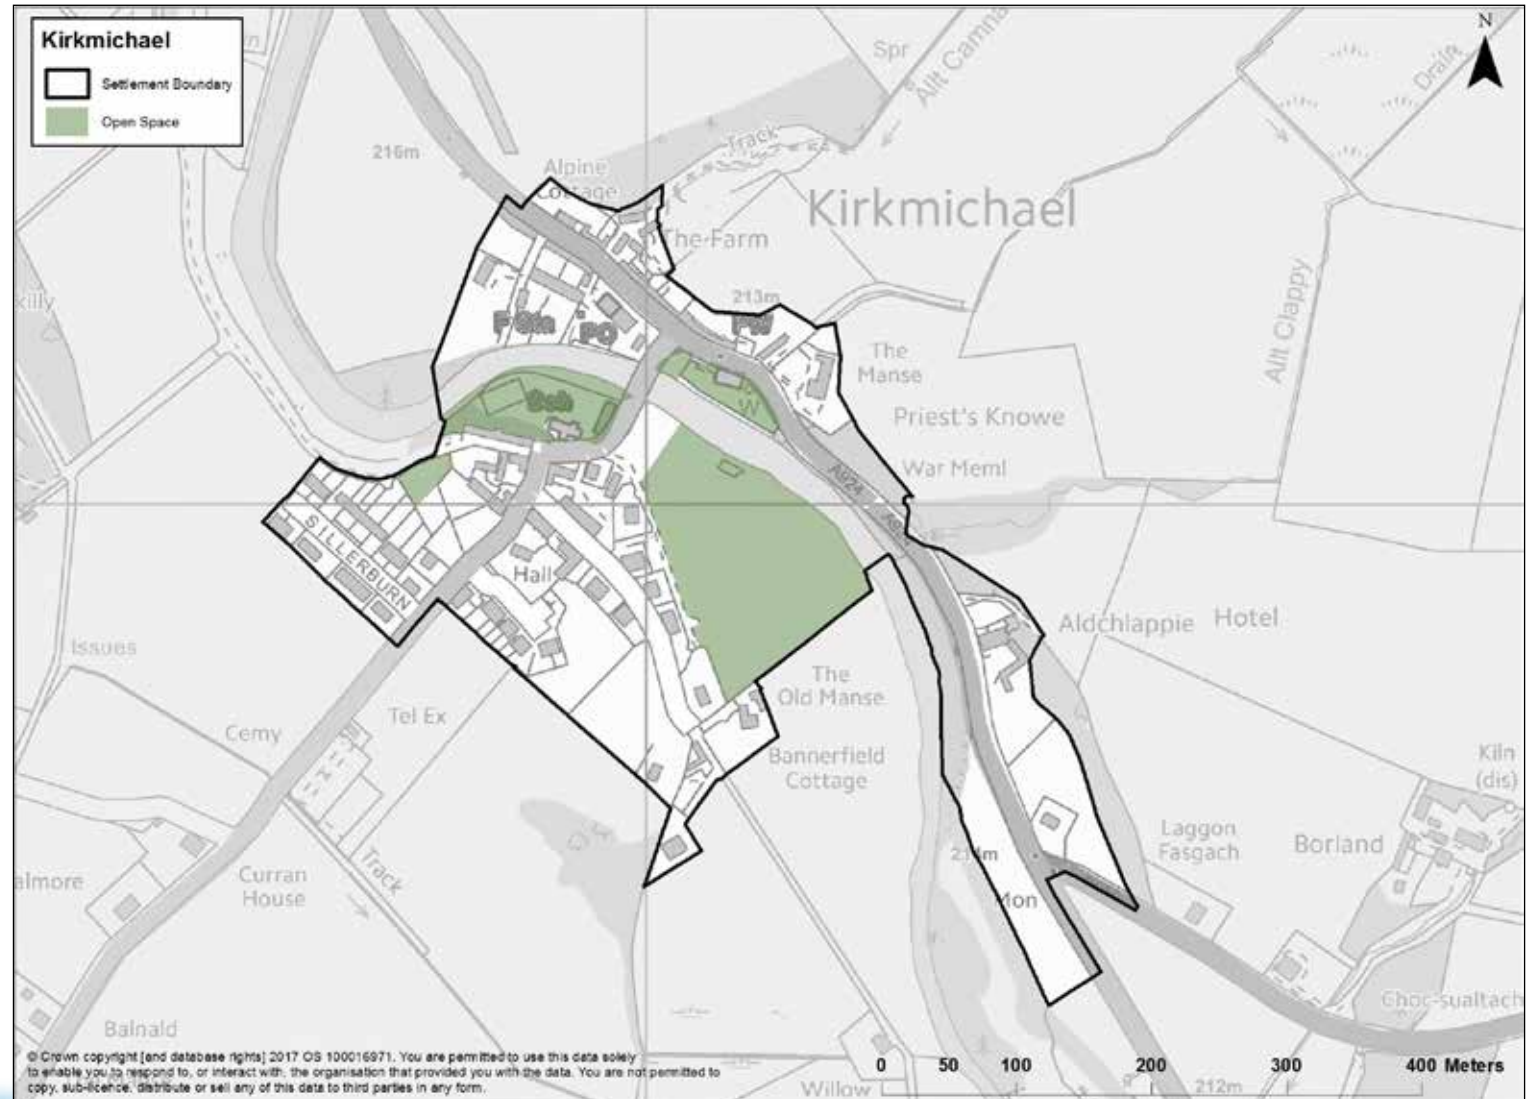 Kirkmichael
Settlement Boundary
Open Space
N
Spr
Allt Camna
Drain
216m
Track
Alpine
Cottage
Kirkmichael
The Farm
213m
Allt Clappy
F Stn
PO
PW
The
Manse
Sch
W
Priest's Knowe
War Meml
A924
SILLERBURN
Hall
Aldchlappie Hotel
Issues
The
Old Manse
Tel Ex
Cemy
Bannerfield
Cottage
Kiln
(dis)
Laggon
Fasgach
Borland
214m
Mon
almore
Curran
House
Track
Choc-sualtach
Balnald
© Crown copyright [and database rights] 2017 OS 100016971. You are permitted to use this data solely
to enable you to respond to, or interact with, the organisation that provided you with the data. You are not permitted to
copy, sub-licence, distribute or sell any of this data to third parties in any form.
Willow
0 50 100 200 300 400 Meters
212m